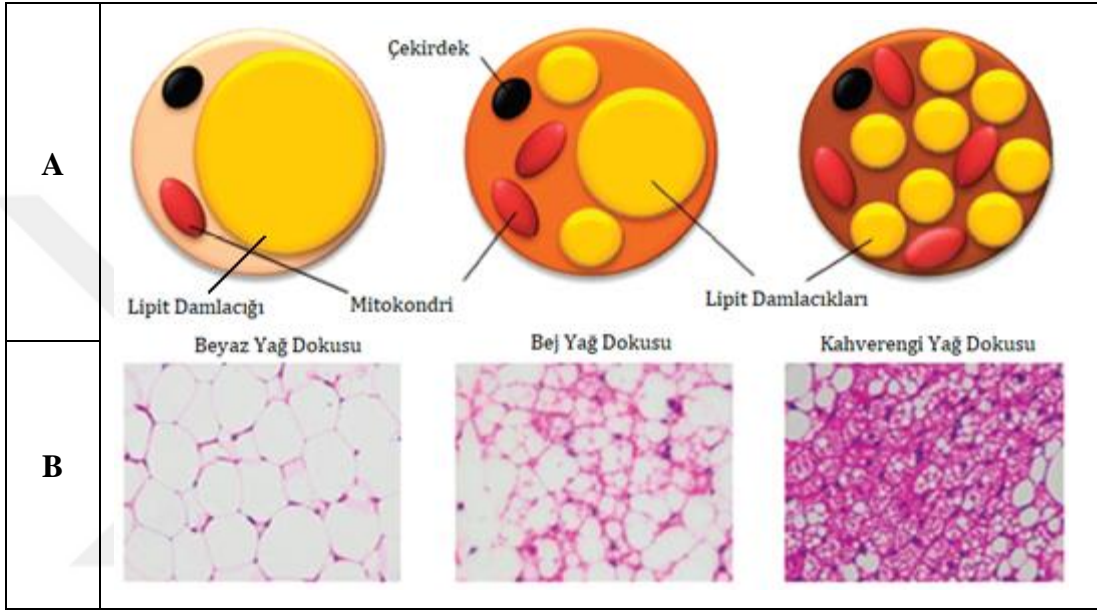 A
Çekirdek
Lipit Damlacığı
Mitokondri
Lipit Damlacıkları
Beyaz Yağ Dokusu
Bej Yağ Dokusu
Kahverengi Yağ Dokusu
B